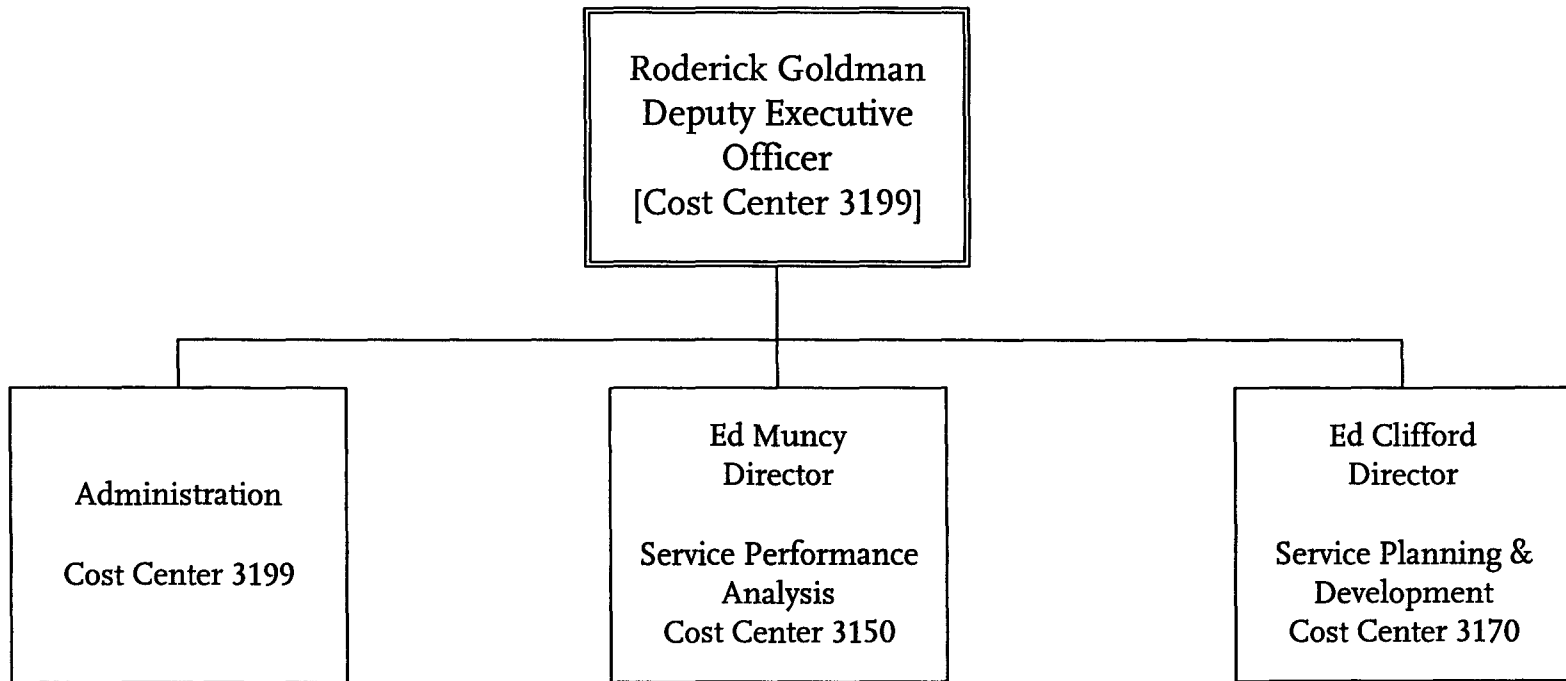 Roderick Goldman
Deputy Executive
Officer
[Cost Center 3199]
Administration
Cost Center 3199
Ed Muncy
Director
Service Performance
Analysis
Cost Center 3150
Ed Clifford
Director
Service Planning &
Development
Cost Center 3170